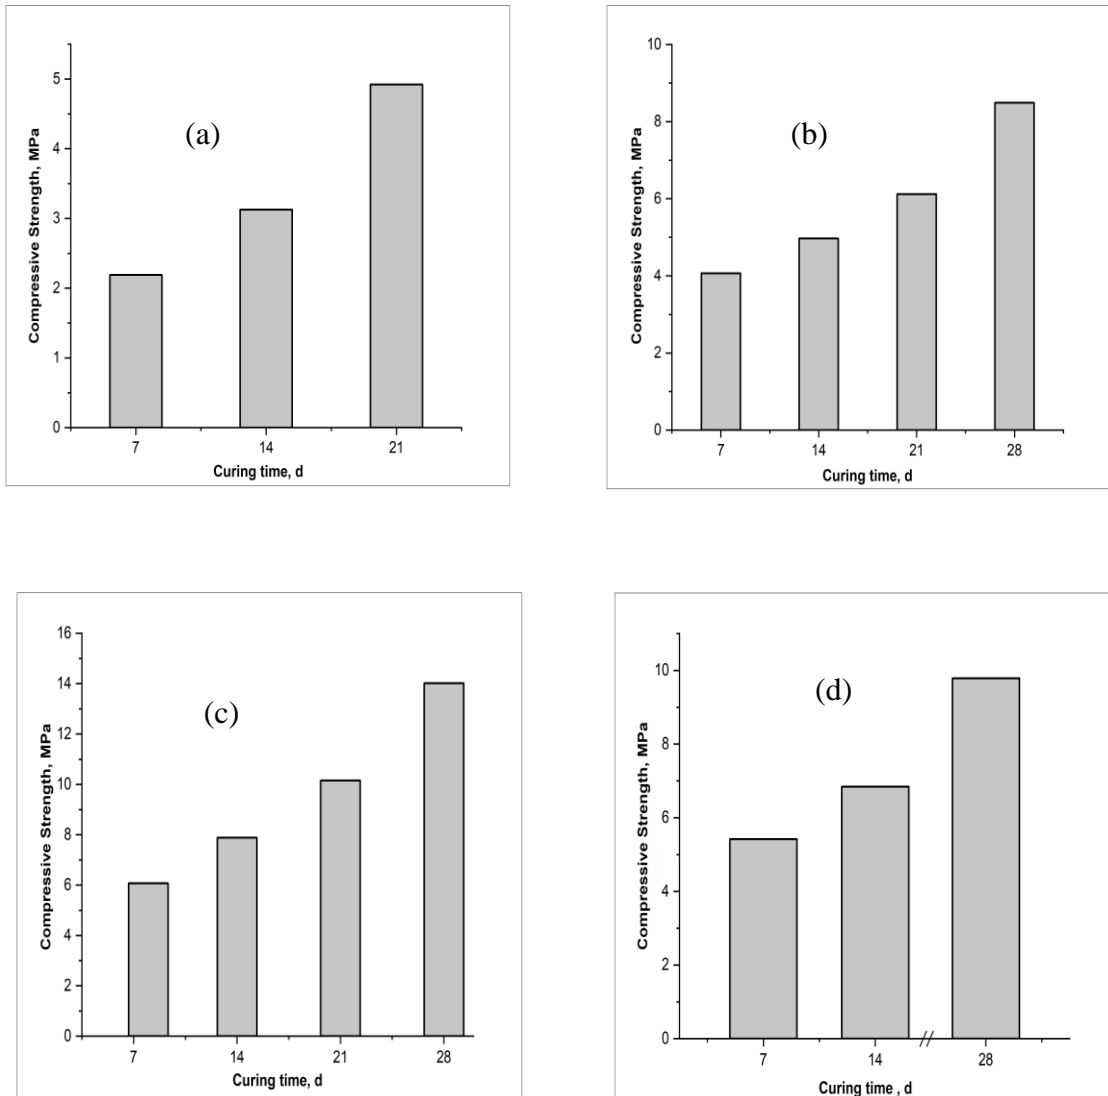 (a)
Compressive Strength, MPa
5
4
3
2
1
0
7 14 21
Curing time, d
(b)
Compressive Strength, MPa
10
8
6
4
2
0
7 14 21 28
Curing time, d
(c)
Compressive Strength, MPa
16
14
12
10
8
6
4
2
0
7 14 21 28
Curing time, d
(d)
Compressive Strength, MPa
10
8
6
4
2
0
7 14 28
Curing time , d